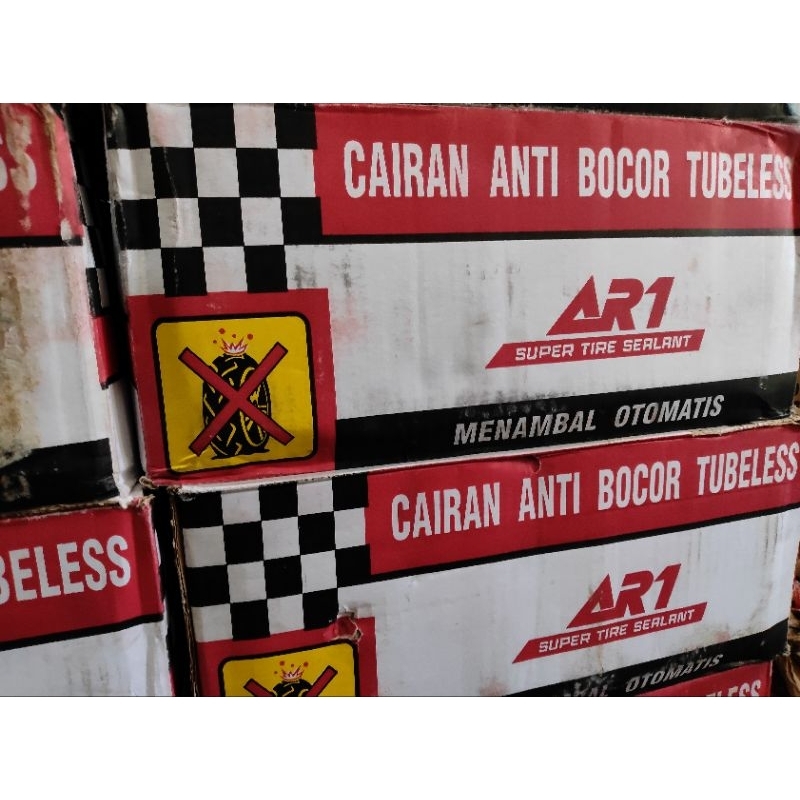 CAIRAN ANTI BOCOR TUBELESS
AR1
SUPER TIRE SEALANT
MENAMBAL OTOMATIS
CAIRAN ANTI BOCOR TUBELESS
BELESS
AR1
SUPER TIRE SEALANT
OTOMATIS